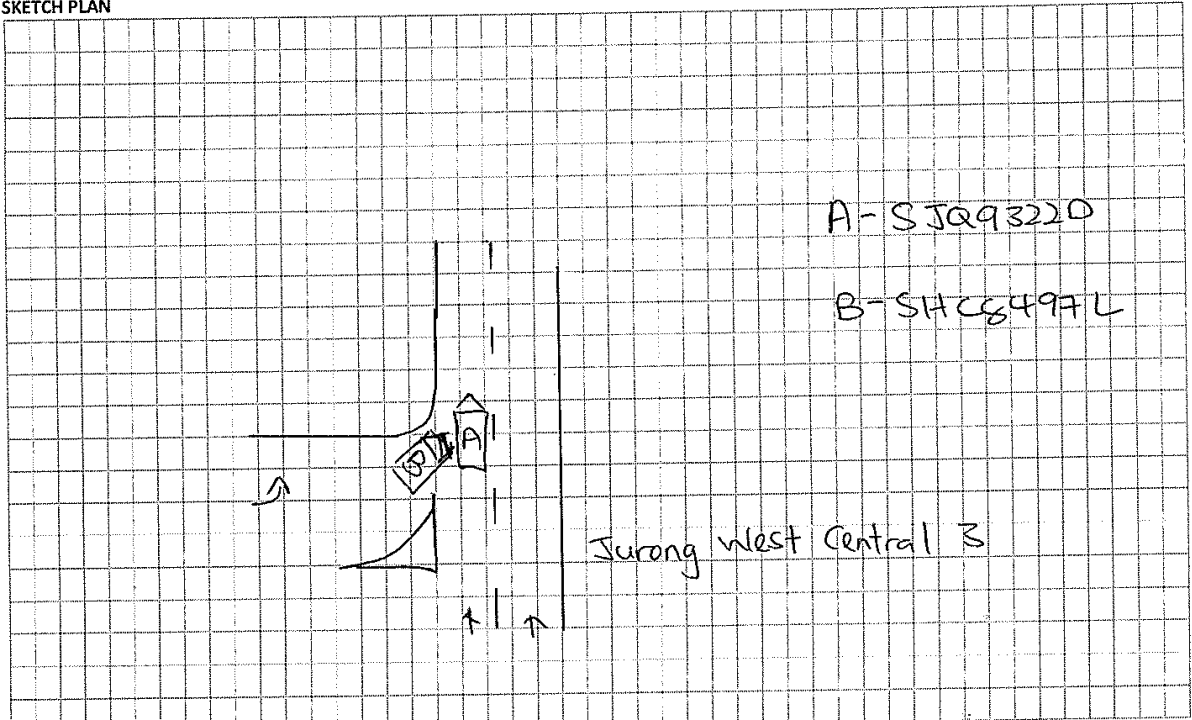 SKETCH PLAN
A - SJQ9322D
B - SHC8497L
A
B
Jurong West Central 3